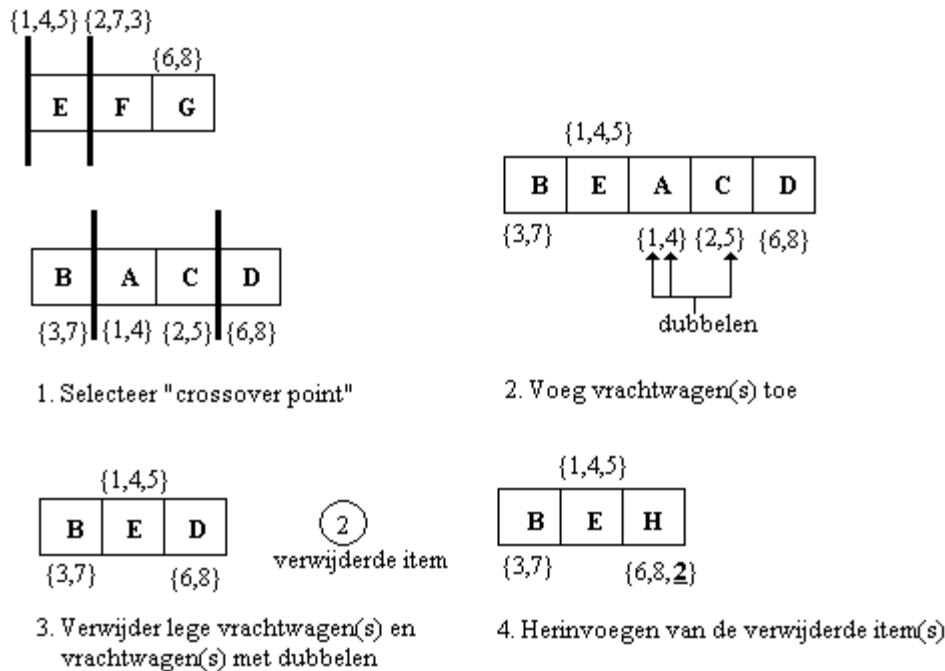 {1,4,5} {2,7,3}
{6,8}
E F G
B A C D
{3,7} {1,4} {2,5} {6,8}
1. Selecteer "crossover point"
{1,4,5}
B E A C D
{3,7} {1,4} {2,5} {6,8}
dubbelen
2. Voeg vrachtwagen(s) toe
{1,4,5}
B E D
{3,7} {6,8}
2
verwijderde item
3. Verwijder lege vrachtwagen(s) en
vrachtwagen(s) met dubbelen
{1,4,5}
B E H
{3,7} {6,8,2}
4. Herinvoegen van de verwijderde item(s)